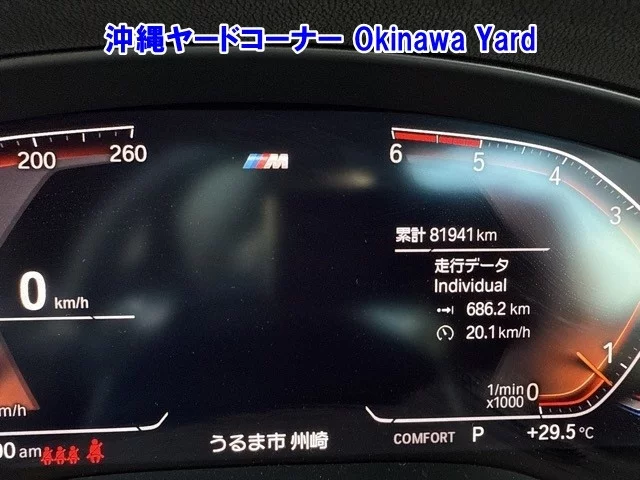 沖縄ヤードコーナー Okinawa Yard
200 260
M
6 5 4 3 1 0
累計 81941 km
走行データ
Individual
686.2 km
20.1 km/h
0 km/h
1/min
x1000
m/h
00 am
うるま市 州崎
COMFORT P +29.5 °C